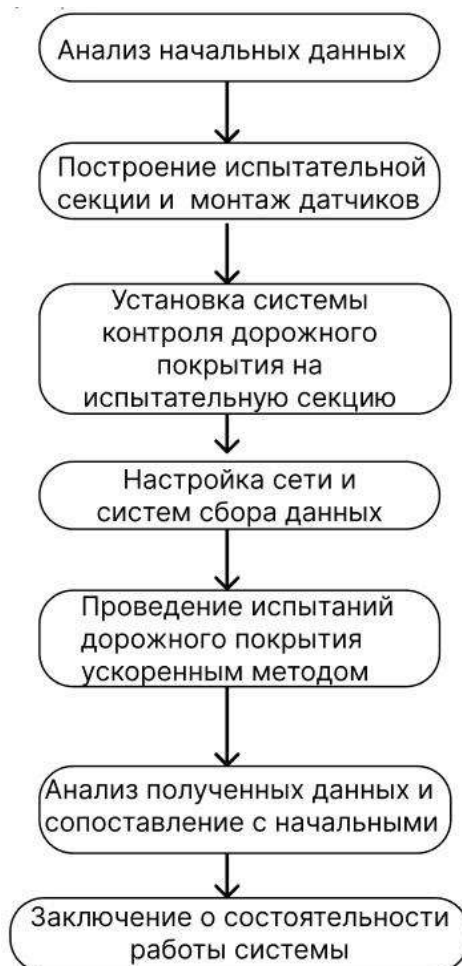 Анализ начальных данных
Построение испытательной
секции и монтаж датчиков
Установка системы
контроля дорожного
покрытия на
испытательную секцию
Настройка сети и
систем сбора данных
Проведение испытаний
дорожного покрытия
ускоренным методом
Анализ полученных данных и
сопоставление с начальными
Заключение о состоятельности
работы системы